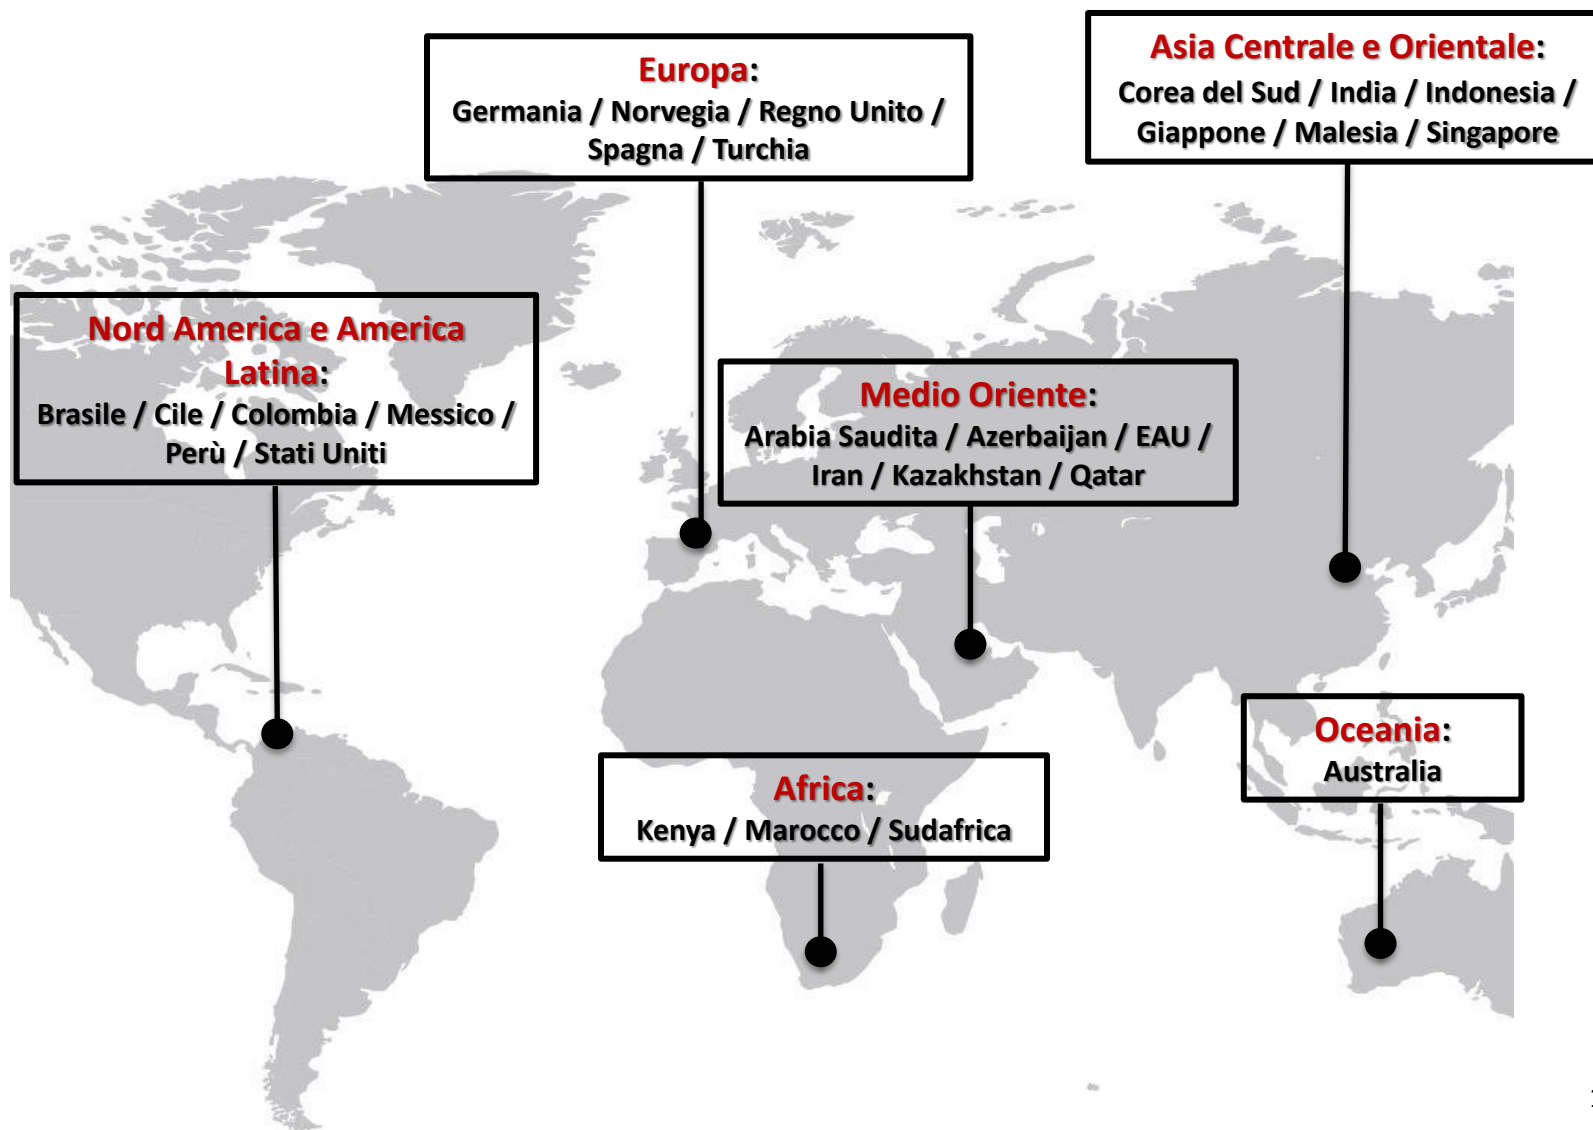 Europa:
Germania / Norvegia / Regno Unito /
Spagna / Turchia
Asia Centrale e Orientale:
Corea del Sud / India / Indonesia /
Giappone / Malesia / Singapore
Nord America e America
Latina:
Brasile / Cile / Colombia / Messico /
Perù / Stati Uniti
Medio Oriente:
Arabia Saudita / Azerbaijan / EAU /
Iran / Kazakhstan / Qatar
Oceania:
Australia
Africa:
Kenya / Marocco / Sudafrica